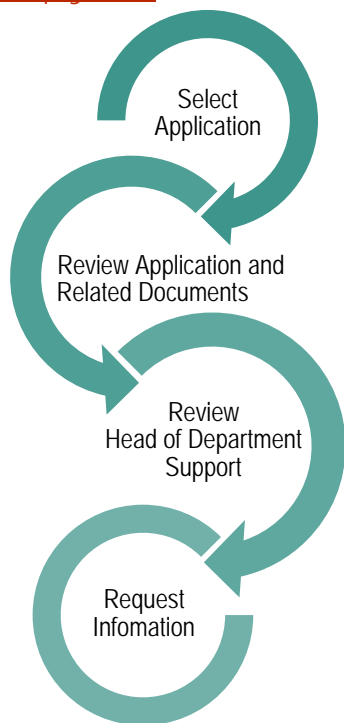 Select
Application
Review Application and
Related Documents
Review
Head of Department
Support
Request
Infomation